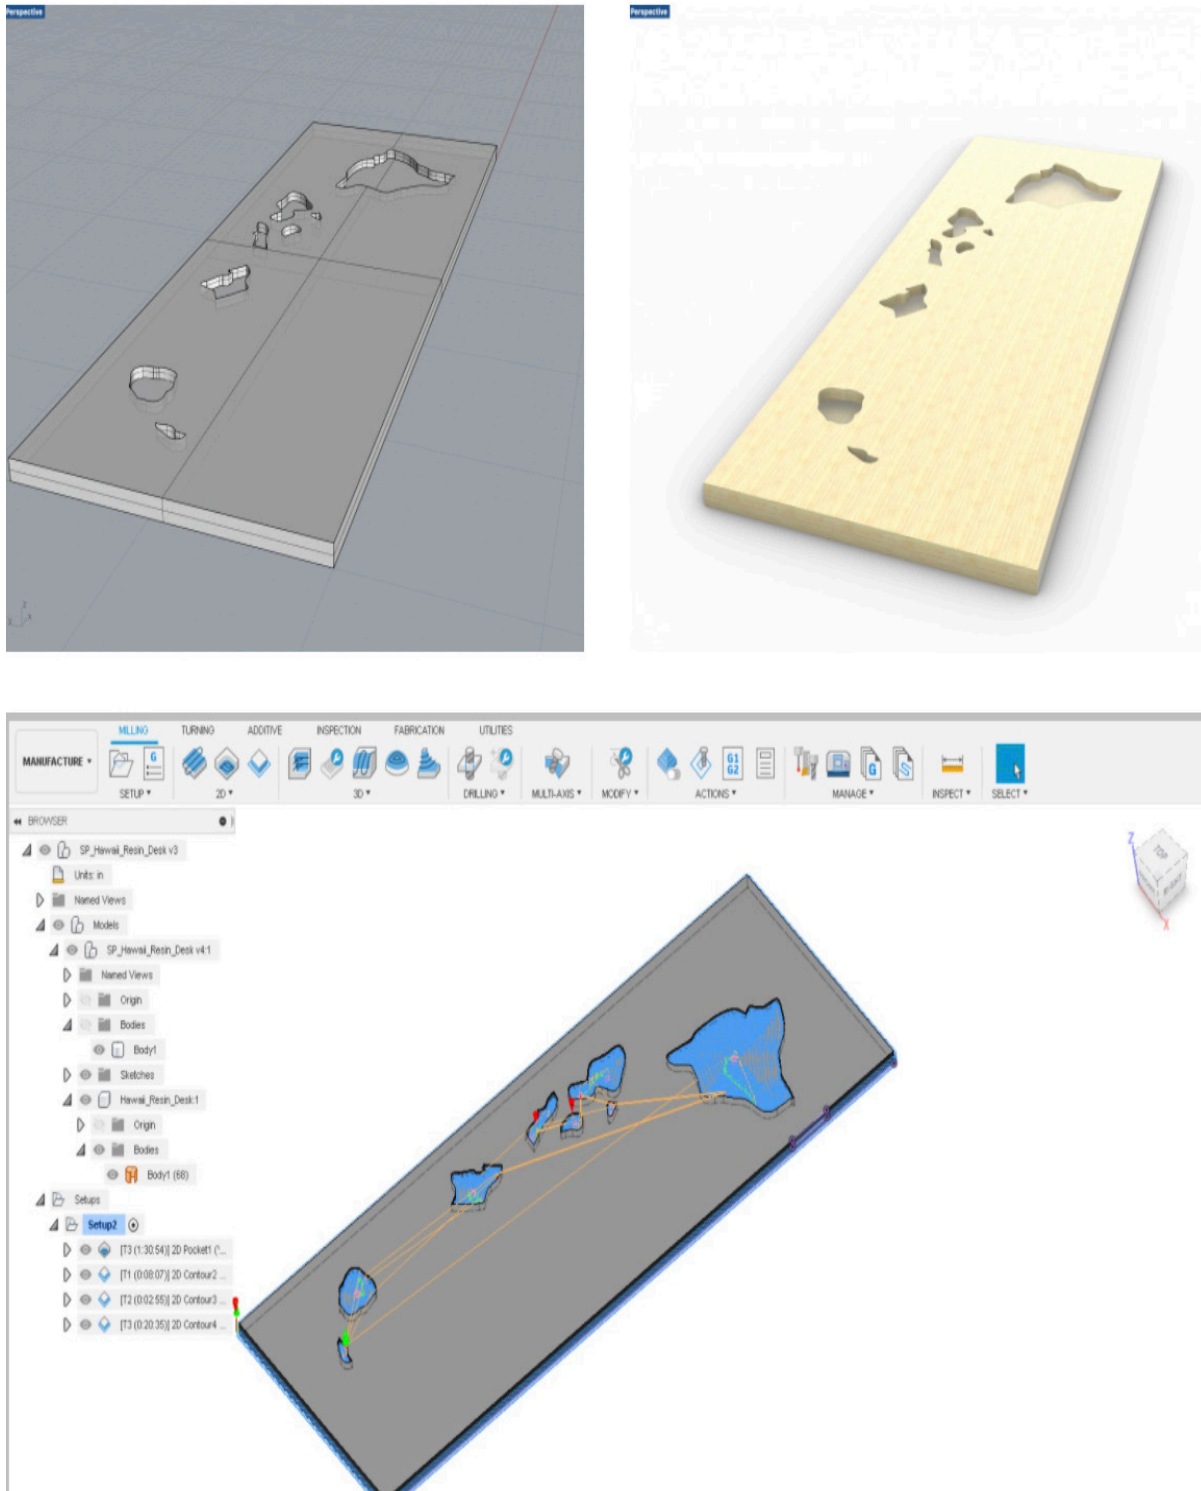 Perspective
Perspective
MILLING TURNING ADDITIVE INSPECTION FABRICATION UTILITIES
MANUFACTURE
G G1 G2 G
SETUP 2D 3D DRILLING MULTI-AXIS MODIFY ACTIONS MANAGE INSPECT SELECT
BROWSER
SP_Hawaii_Resin_Desk v3
Units: in
Named Views
Models
SP_Hawaii_Resin_Desk v4:1
Named Views
Origin
Bodies
Body1
Sketches
Hawaii_Resin_Desk:1
Origin
Bodies
Body1 (68)
Setups
Setup2
[T3 (1:30:54)] 2D Pocket1 (...
[T1 (0:08:07)] 2D Contour2 ...
[T2 (0:02:55)] 2D Contour3 ...
[T3 (0:20:35)] 2D Contour4 ...
Z
TOP
X